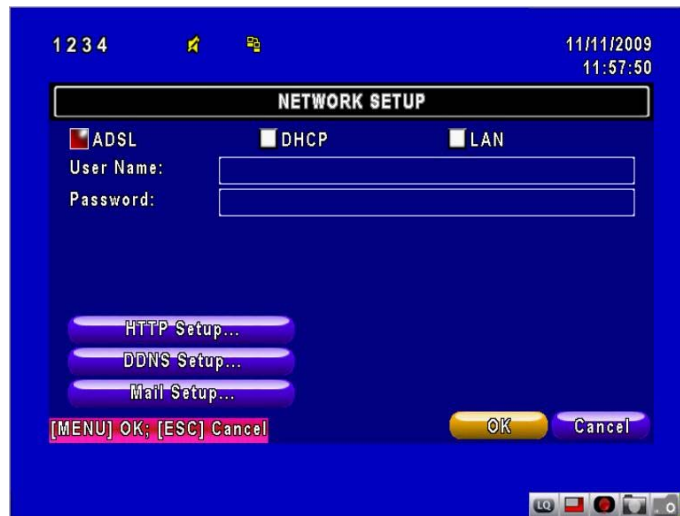 1234
11/11/2009
11:57:50
NETWORK SETUP
ADSL DHCP LAN
User Name:
Password:
HTTP Setup...
DDNS Setup...
Mail Setup...
[MENU] OK; [ESC] Cancel
OK Cancel
LQ